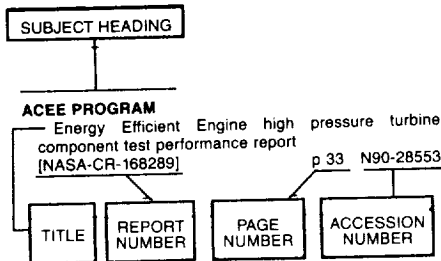 SUBJECT HEADING
ACEE PROGRAM
Energy Efficient Engine high pressure turbine
component test performance report
[NASA-CR-168289] p 33 N90-28553
TITLE
REPORT NUMBER
PAGE NUMBER
ACCESSION NUMBER